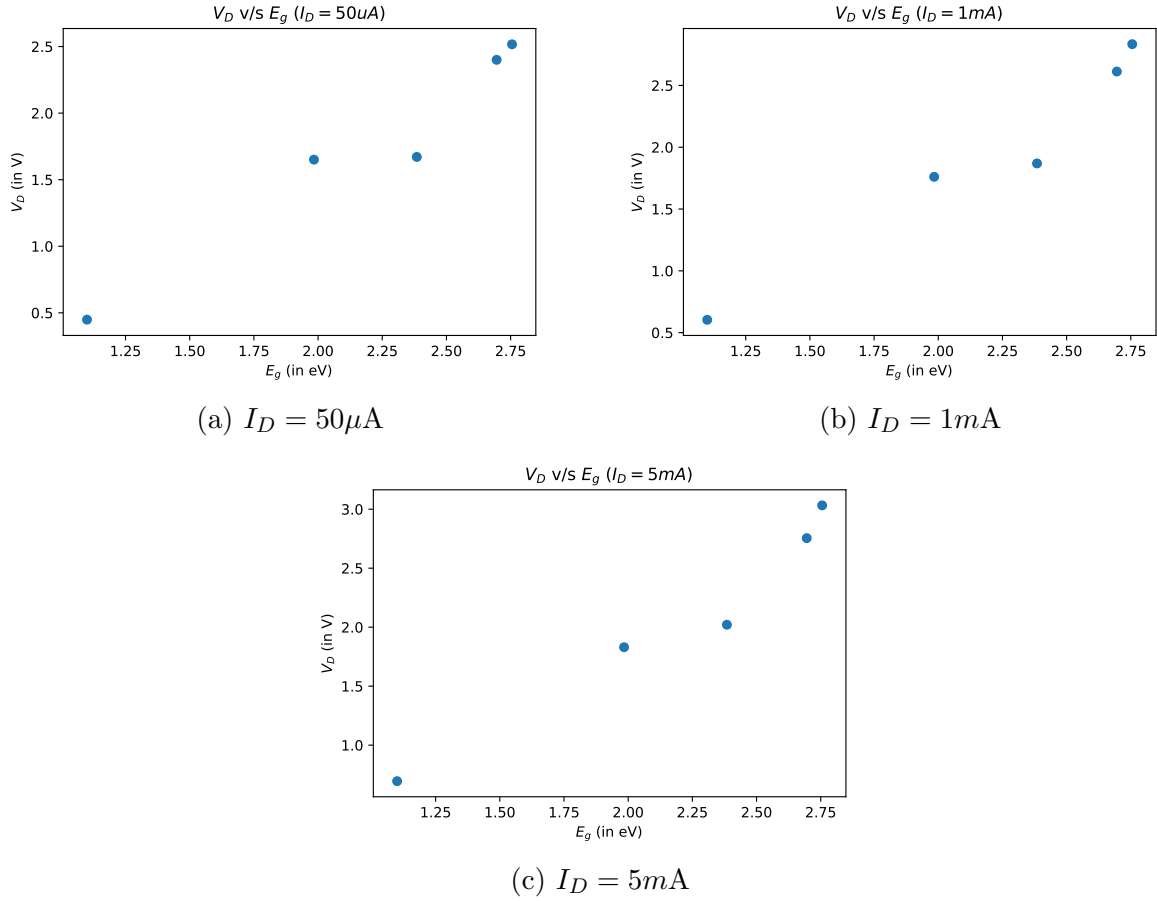 V_D v/s E_g (I_D = 50uA)
2.5
2.0
1.5
1.0
0.5
V_D (in V)
1.25 1.50 1.75 2.00 2.25 2.50 2.75
E_g (in eV)
(a) I_D = 50μA
V_D v/s E_g (I_D = 1mA)
2.5
2.0
1.5
1.0
0.5
V_D (in V)
1.25 1.50 1.75 2.00 2.25 2.50 2.75
E_g (in eV)
(b) I_D = 1mA
V_D v/s E_g (I_D = 5mA)
3.0
2.5
2.0
1.5
1.0
V_D (in V)
1.25 1.50 1.75 2.00 2.25 2.50 2.75
E_g (in eV)
(c) I_D = 5mA